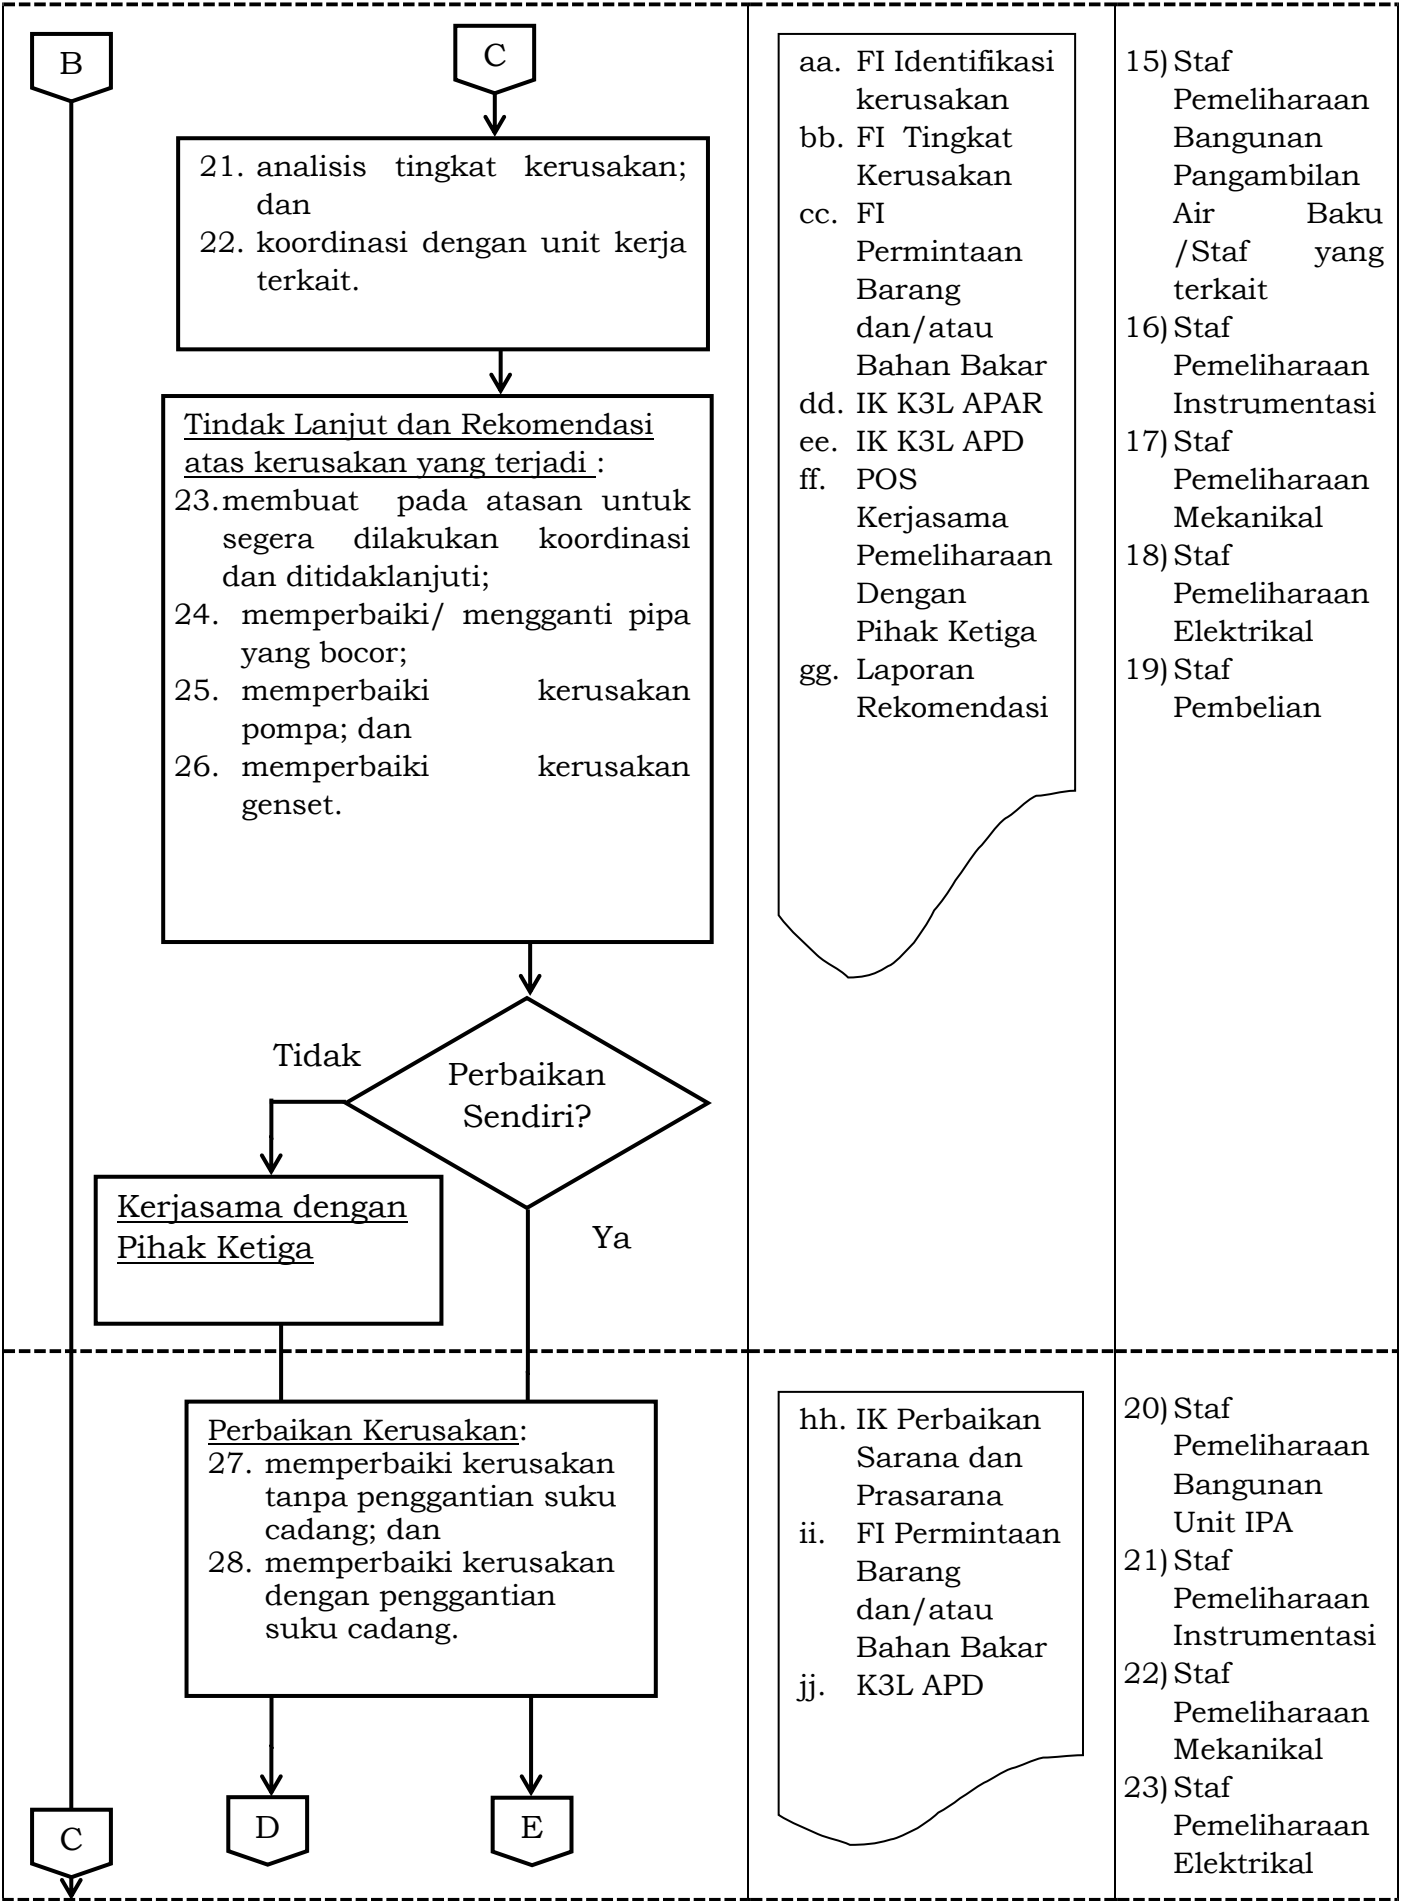 B
C
21. analisis tingkat kerusakan;
dan
22. koordinasi dengan unit kerja
terkait.
Tindak Lanjut dan Rekomendasi
atas kerusakan yang terjadi :
23. membuat pada atasan untuk
segera dilakukan koordinasi
dan ditidaklanjuti;
24. memperbaiki/ mengganti pipa
yang bocor;
25. memperbaiki kerusakan
pompa; dan
26. memperbaiki kerusakan
genset.
Perbaikan
Sendiri?
Tidak
Ya
Kerjasama dengan
Pihak Ketiga
aa. FI Identifikasi
kerusakan
bb. FI Tingkat
Kerusakan
cc. FI
Permintaan
Barang
dan/atau
Bahan Bakar
dd. IK K3L APAR
ee. IK K3L APD
ff. POS
Kerjasama
Pemeliharaan
Dengan
Pihak Ketiga
gg. Laporan
Rekomendasi
15) Staf
Pemeliharaan
Bangunan
Pangambilan
Air Baku
/Staf yang
terkait
16) Staf
Pemeliharaan
Instrumentasi
17) Staf
Pemeliharaan
Mekanikal
18) Staf
Pemeliharaan
Elektrikal
19) Staf
Pembelian
Perbaikan Kerusakan:
27. memperbaiki kerusakan
tanpa penggantian suku
cadang; dan
28. memperbaiki kerusakan
dengan penggantian
suku cadang.
C
D
E
hh. IK Perbaikan
Sarana dan
Prasarana
ii. FI Permintaan
Barang
dan/atau
Bahan Bakar
jj. K3L APD
20) Staf
Pemeliharaan
Bangunan
Unit IPA
21) Staf
Pemeliharaan
Instrumentasi
22) Staf
Pemeliharaan
Mekanikal
23) Staf
Pemeliharaan
Elektrikal